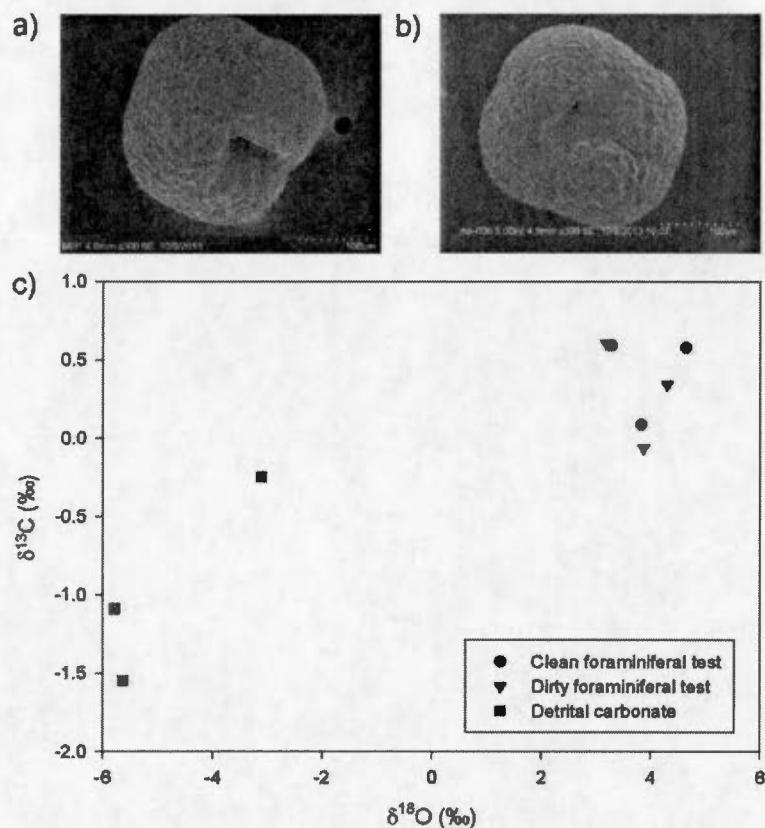 a)
b)
c)
1.0
0.5
0.0
-0.5
-1.0
-1.5
-2.0
δ¹³C (‰)
Clean foraminiferal test
Dirty foraminiferal test
Detrital carbonate
-6 -4 -2 0 2 4 6
δ¹⁸O (‰)